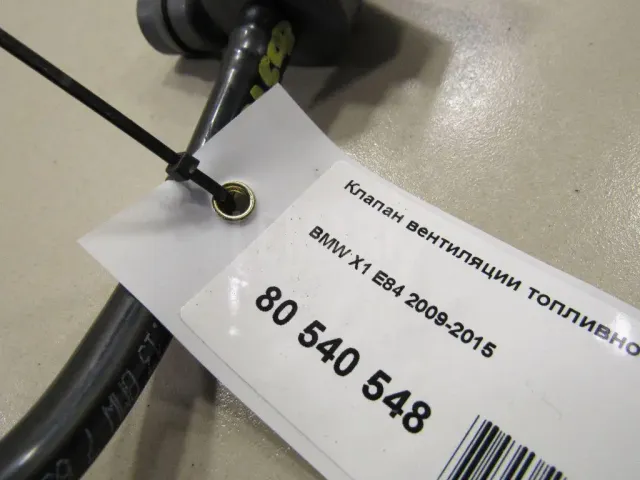 Клапан вентиляции топливно
BMW X1 E84 2009-2015
80 540 548